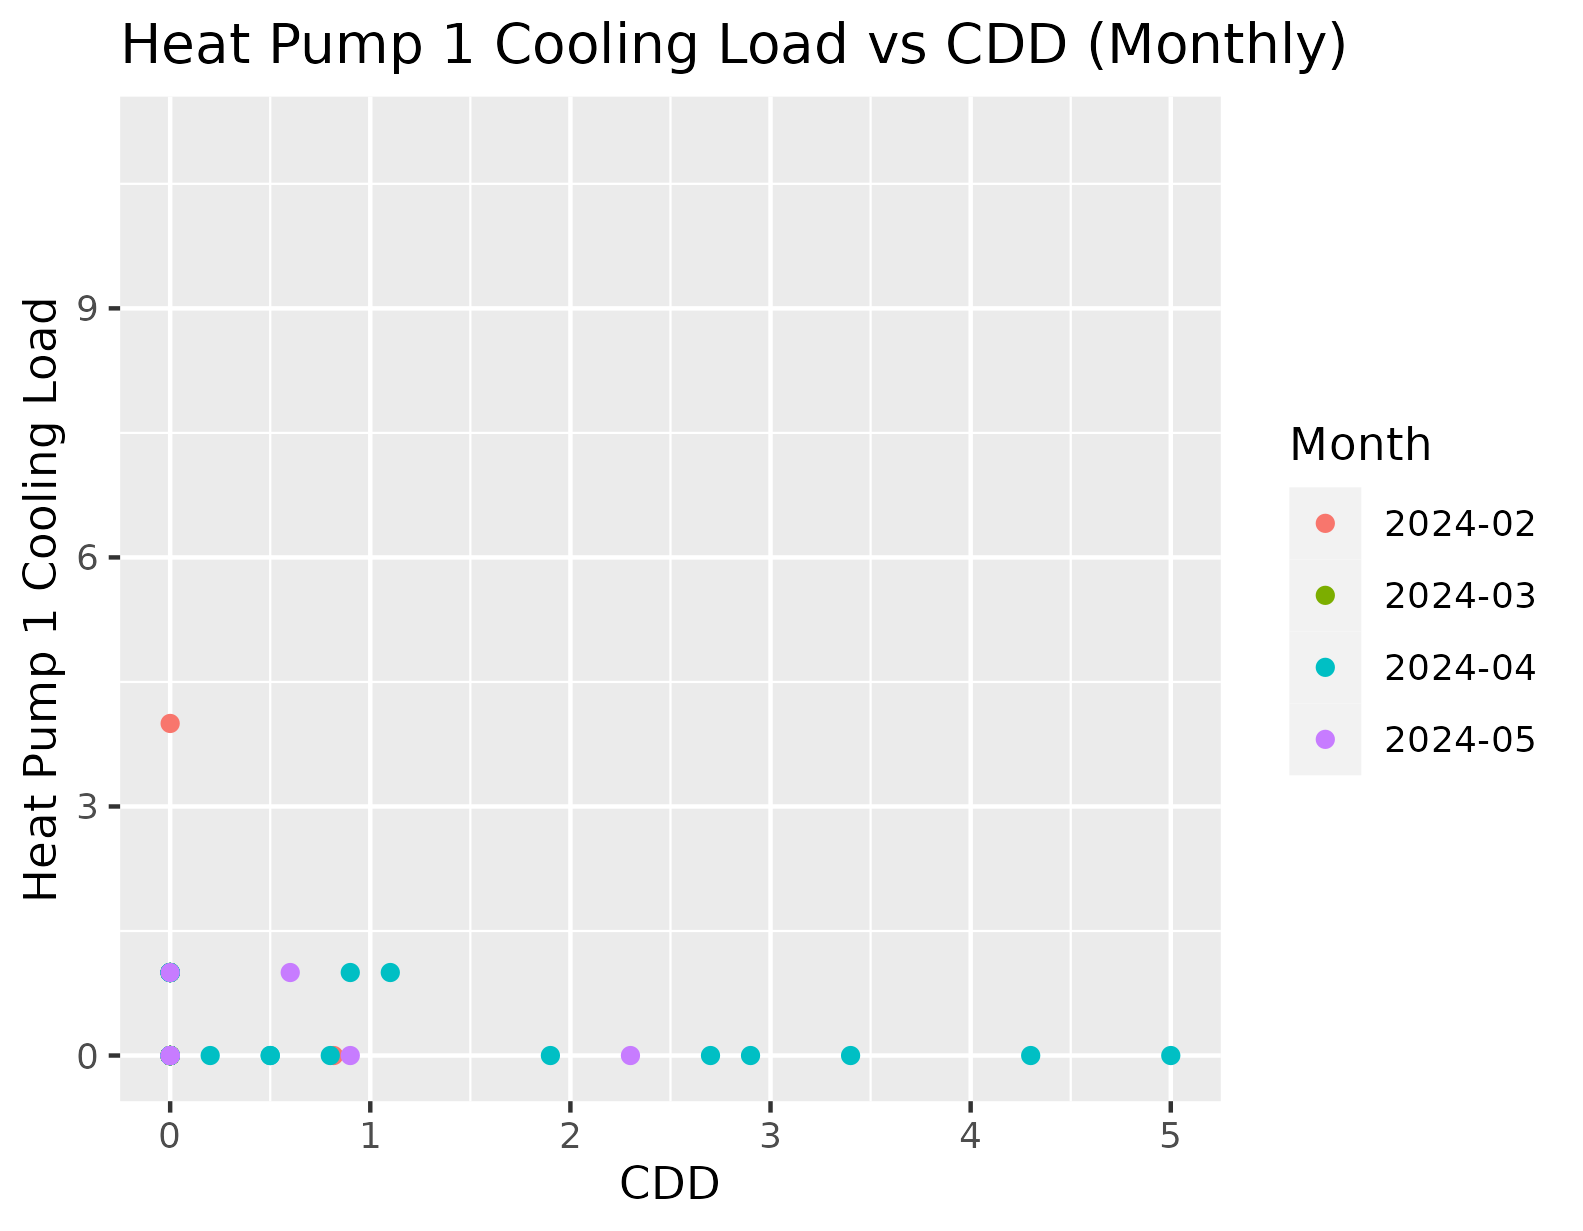 Heat Pump 1 Cooling Load vs CDD (Monthly)
Heat Pump 1 Cooling Load
9
6
3
0
0 1 2 3 4 5
CDD
Month
2024-02
2024-03
2024-04
2024-05